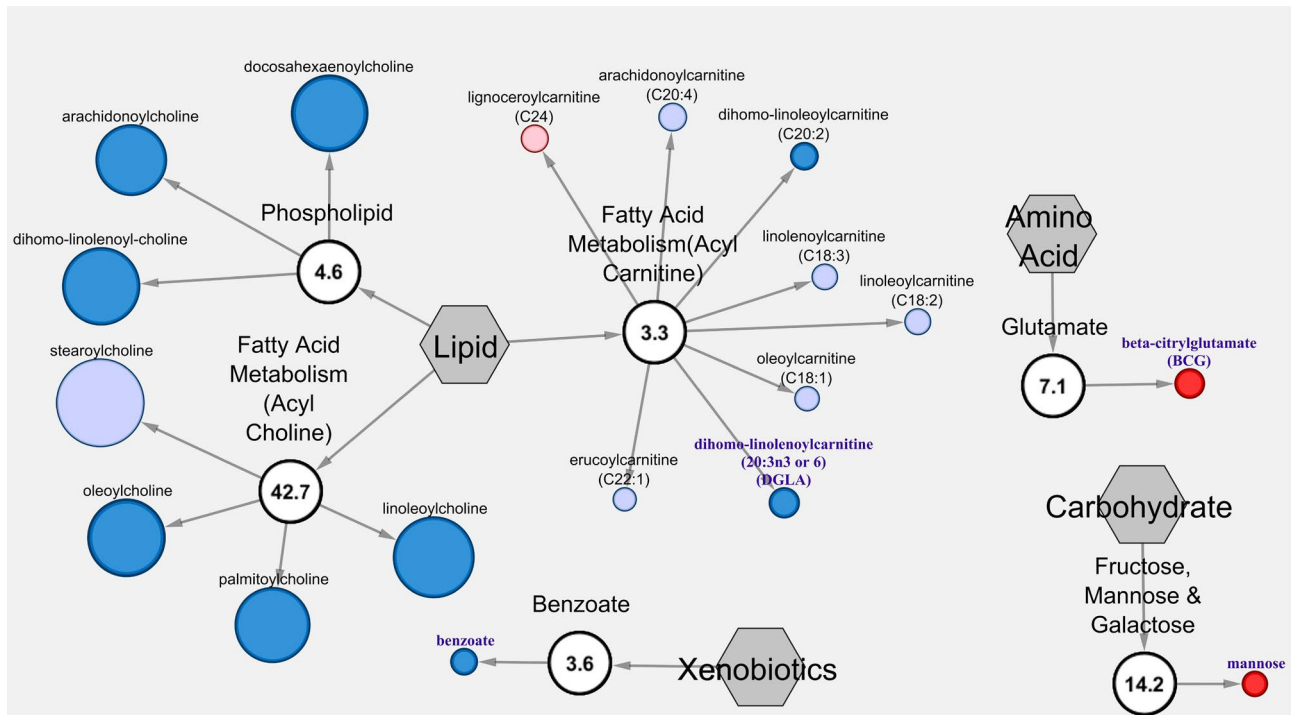 docosahexaenoylcholine
arachidonoylcholine
Phospholipid
dihomo-linolenoyl-choline
4.6
stearoylcholine
Fatty Acid
Metabolism
(Acyl
Choline)
Lipid
42.7
oleoylcholine
linoleoylcholine
palmitoylcholine
lignoceroylcarnitine
(C24)
arachidonoylcarnitine
(C20:4)
dihomo-linoleoylcarnitine
(C20:2)
Fatty Acid
Metabolism(Acyl
Carnitine)
linolenoylcarnitine
(C18:3)
linoleoylcarnitine
(C18:2)
3.3
oleoylcarnitine
(C18:1)
erucoylcarnitine
(C22:1)
dihomo-linolenoylcarnitine
(20:3n3 or 6)
(DGLA)
Benzoate
benzoate
3.6
Xenobiotics
Amino
Acid
Glutamate
7.1
beta-citrylglutamate
(BCG)
Carbohydrate
Fructose,
Mannose &
Galactose
14.2
mannose